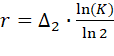 r = Δ₂ · ln(K) / ln 2